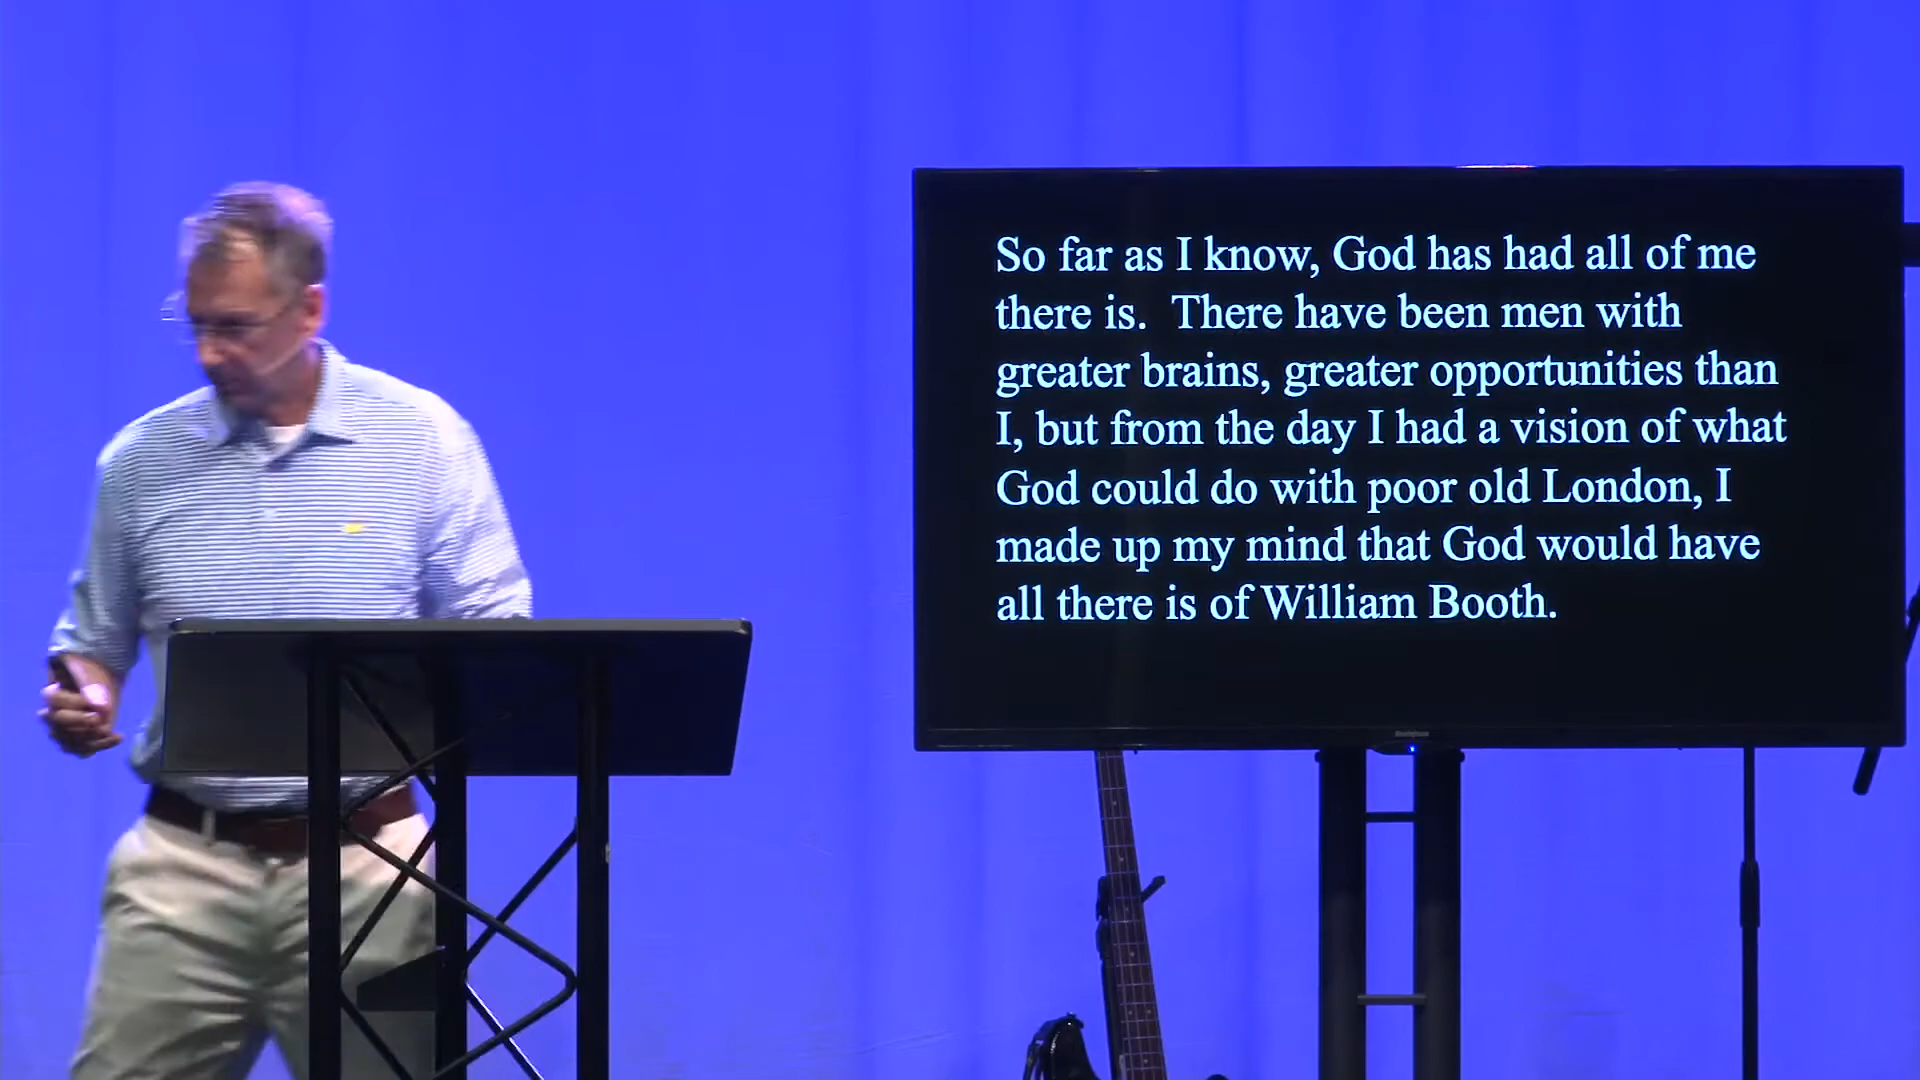 So far as I know, God has had all of me
there is.  There have been men with
greater brains, greater opportunities than
I, but from the day I had a vision of what
God could do with poor old London, I
made up my mind that God would have
all there is of William Booth.
Westinghouse